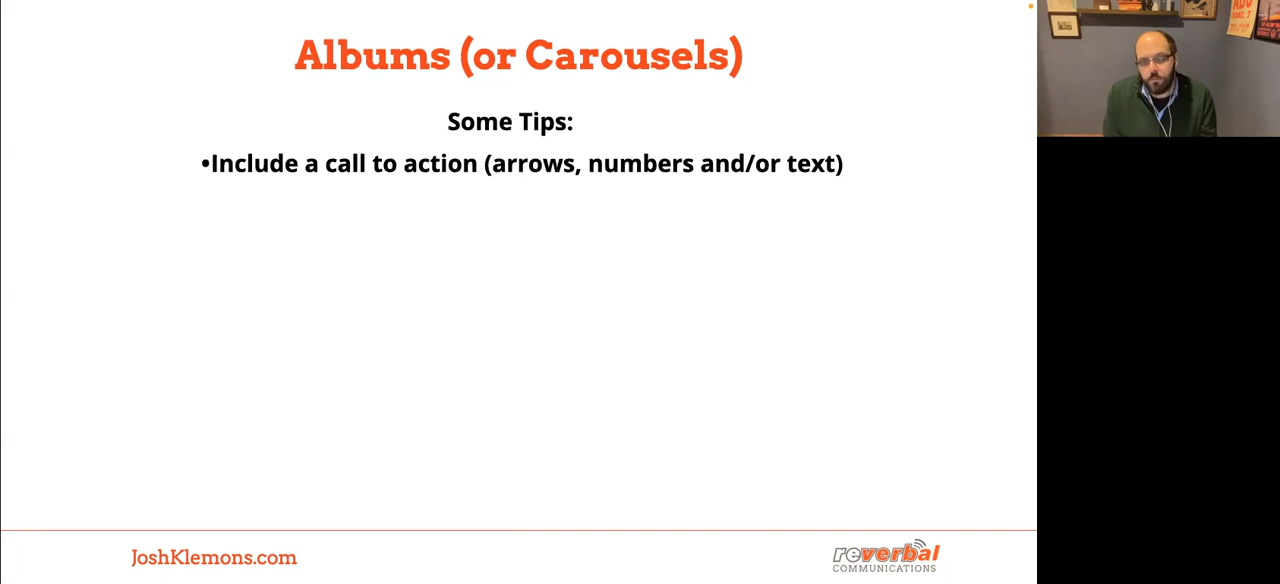 Albums (or Carousels)
Some Tips:
•Include a call to action (arrows, numbers and/or text)
JoshKlemons.com
reverbal
COMMUNICATIONS